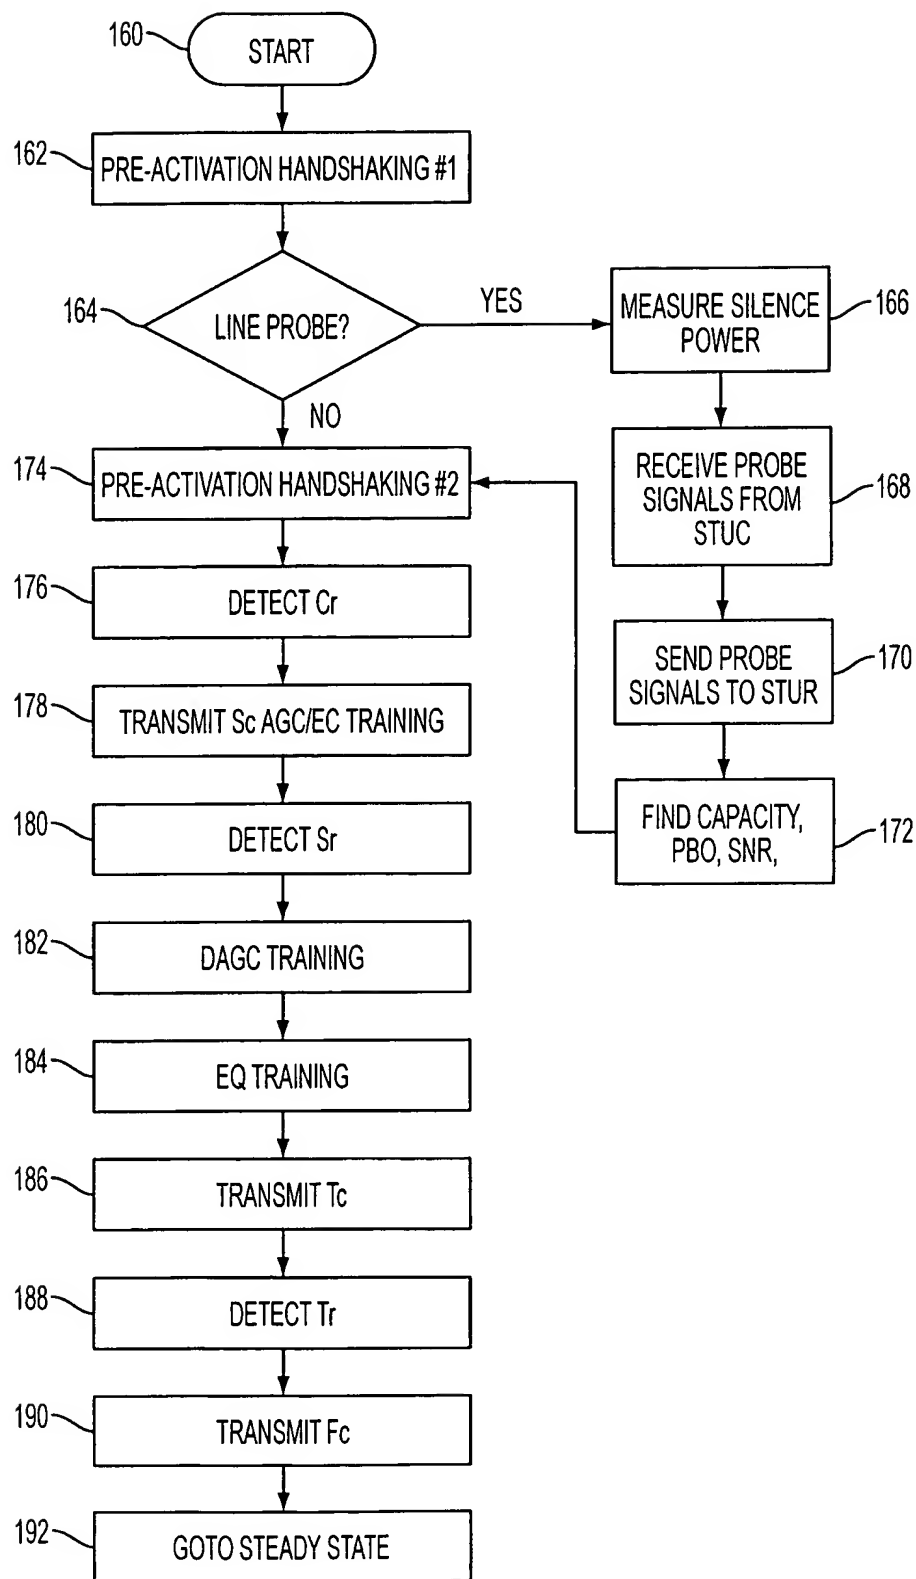 160
START
162
PRE-ACTIVATION HANDSHAKING #1
164
LINE PROBE?
YES
NO
MEASURE SILENCE
POWER
166
RECEIVE PROBE
SIGNALS FROM
STUC
168
SEND PROBE
SIGNALS TO STUR
170
FIND CAPACITY,
PBO, SNR,
172
174
PRE-ACTIVATION HANDSHAKING #2
176
DETECT Cr
178
TRANSMIT Sc AGC/EC TRAINING
180
DETECT Sr
182
DAGC TRAINING
184
EQ TRAINING
186
TRANSMIT Tc
188
DETECT Tr
190
TRANSMIT Fc
192
GOTO STEADY STATE